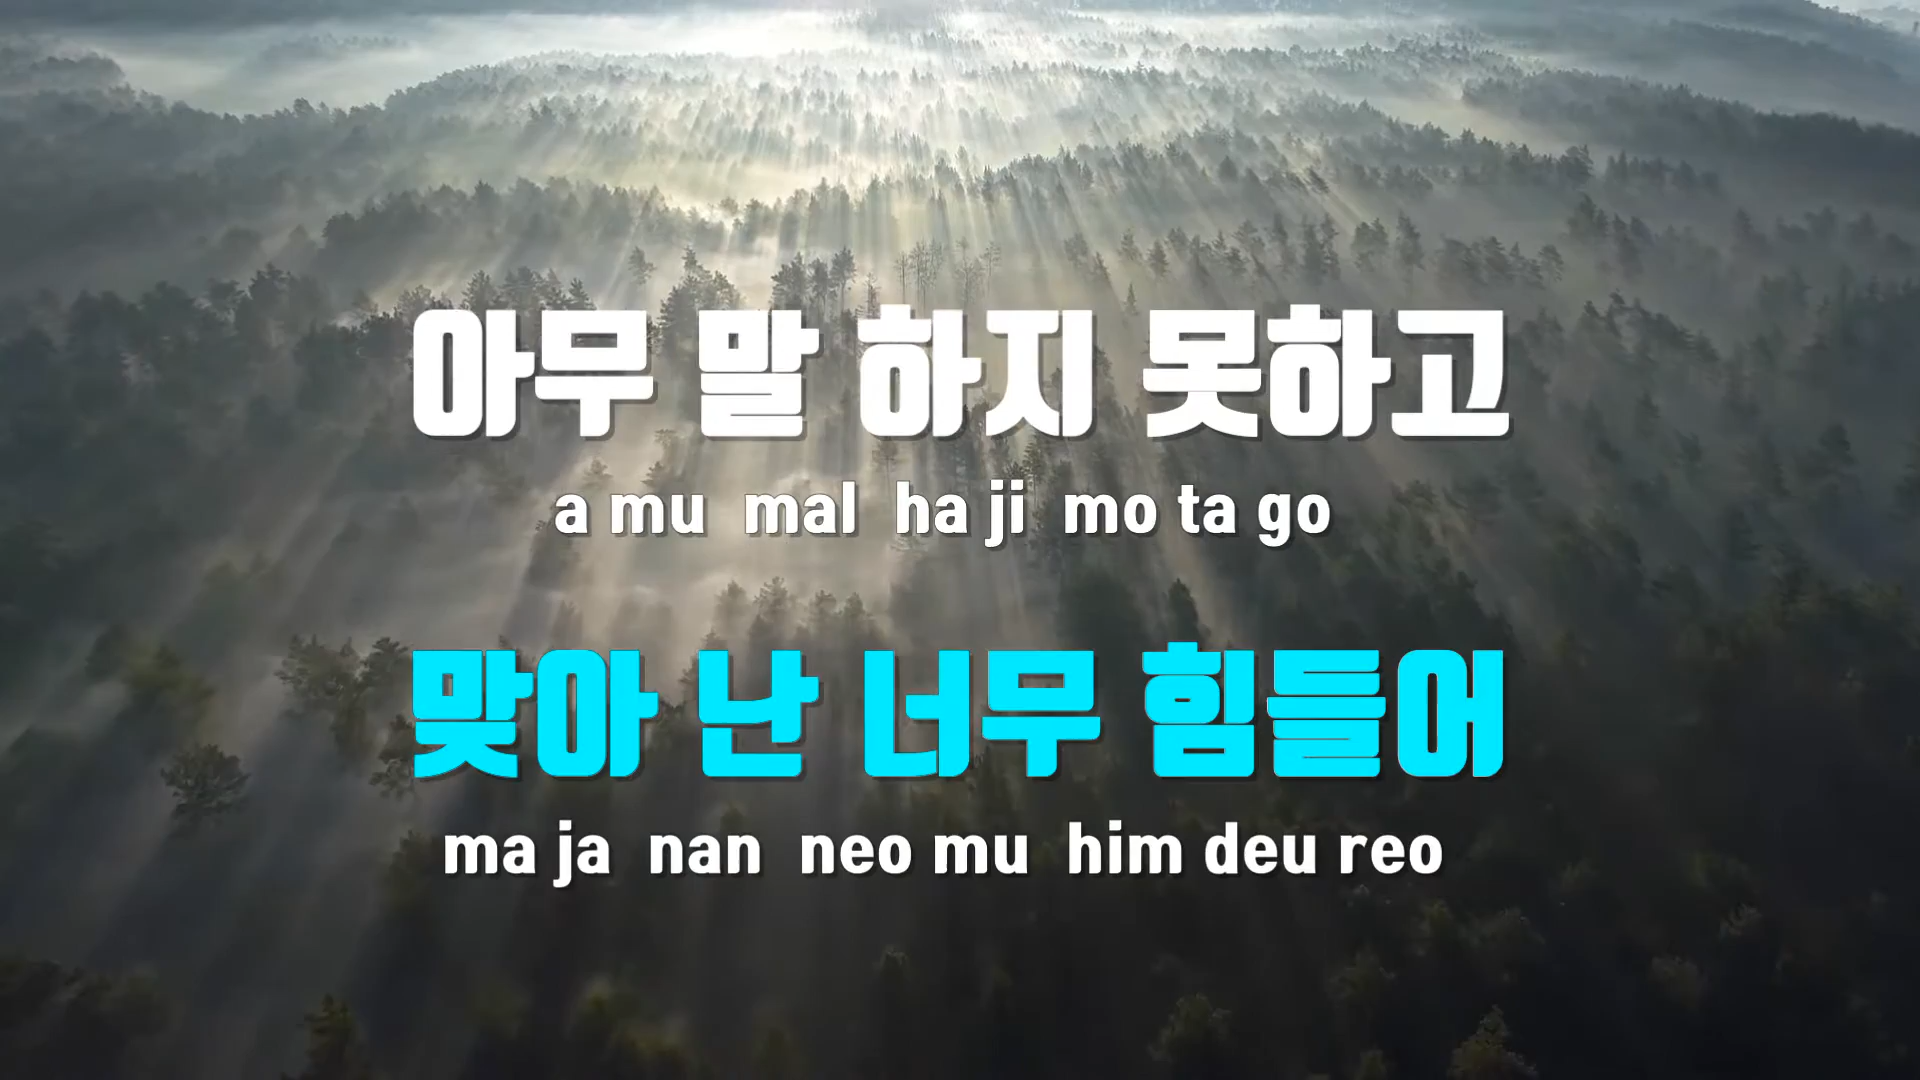 아무 말 하지 못하고
a mu mal ha ji mo ta go
맞아 난 너무 힘들어
ma ja nan neo mu him deu reo